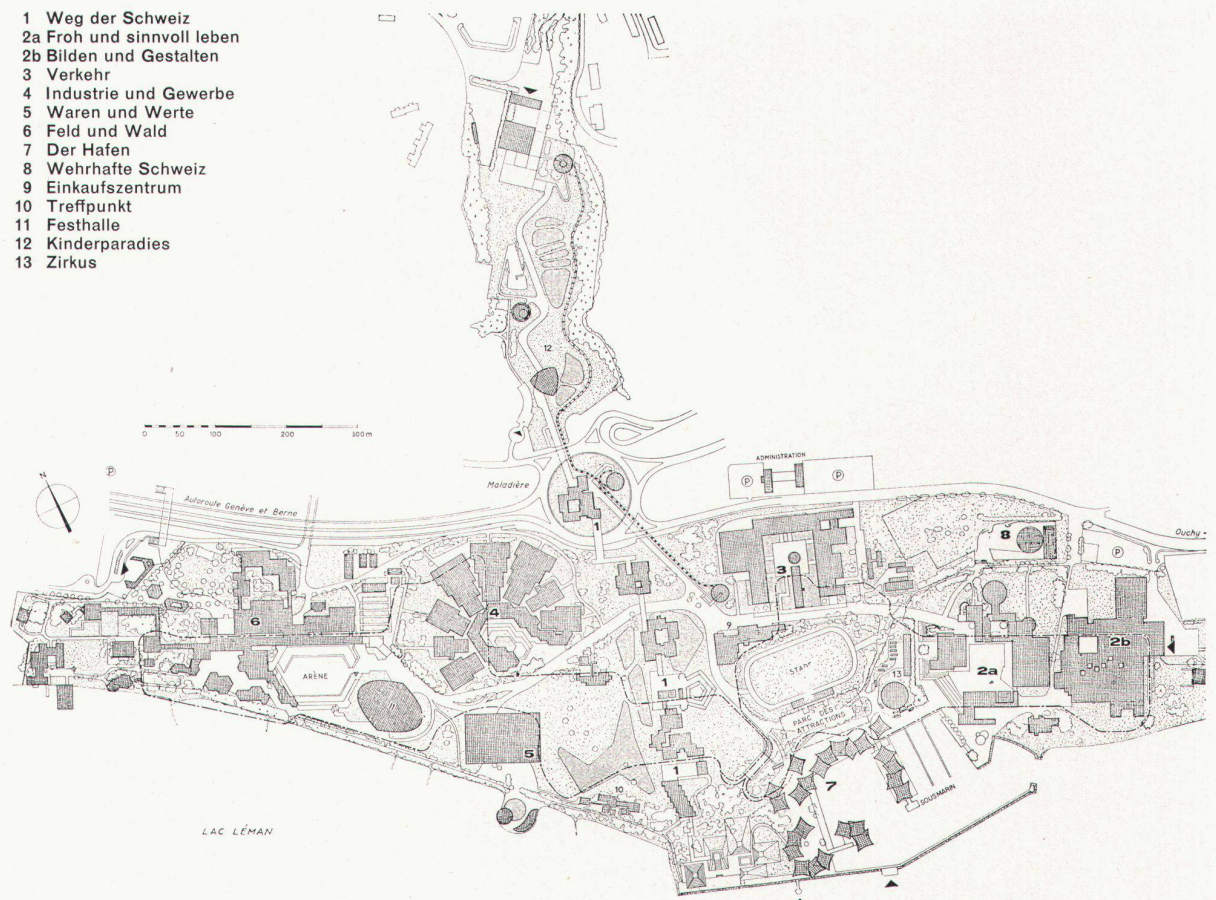 1 Weg der Schweiz
2a Froh und sinnvoll leben
2b Bilden und Gestalten
3 Verkehr
4 Industrie und Gewerbe
5 Waren und Werte
6 Feld und Wald
7 Der Hafen
8 Wehrhafte Schweiz
9 Einkaufszentrum
10 Treffpunkt
11 Festhalle
12 Kinderparadies
13 Zirkus
12
0 50 100 200 300m
N
P
Autoroute Genève et Berne
Maladière
ADMINISTRATION
P
P
1
Ouchy
8
P
3
4
6
9
2b
2a
ARÈNE
STAD
13
1
PARC DES
ATTRACTIONS
5
1
7
10
SOUSMARIN
LAC LÉMAN